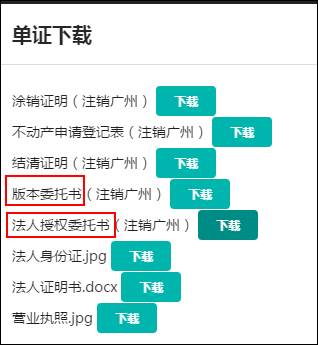 单证下载
涂销证明（注销广州） 下载
不动产申请登记表（注销广州） 下载
结清证明（注销广州） 下载
版本委托书（注销广州） 下载
法人授权委托书（注销广州） 下载
法人身份证.jpg 下载
法人证明书.docx 下载
营业执照.jpg 下载